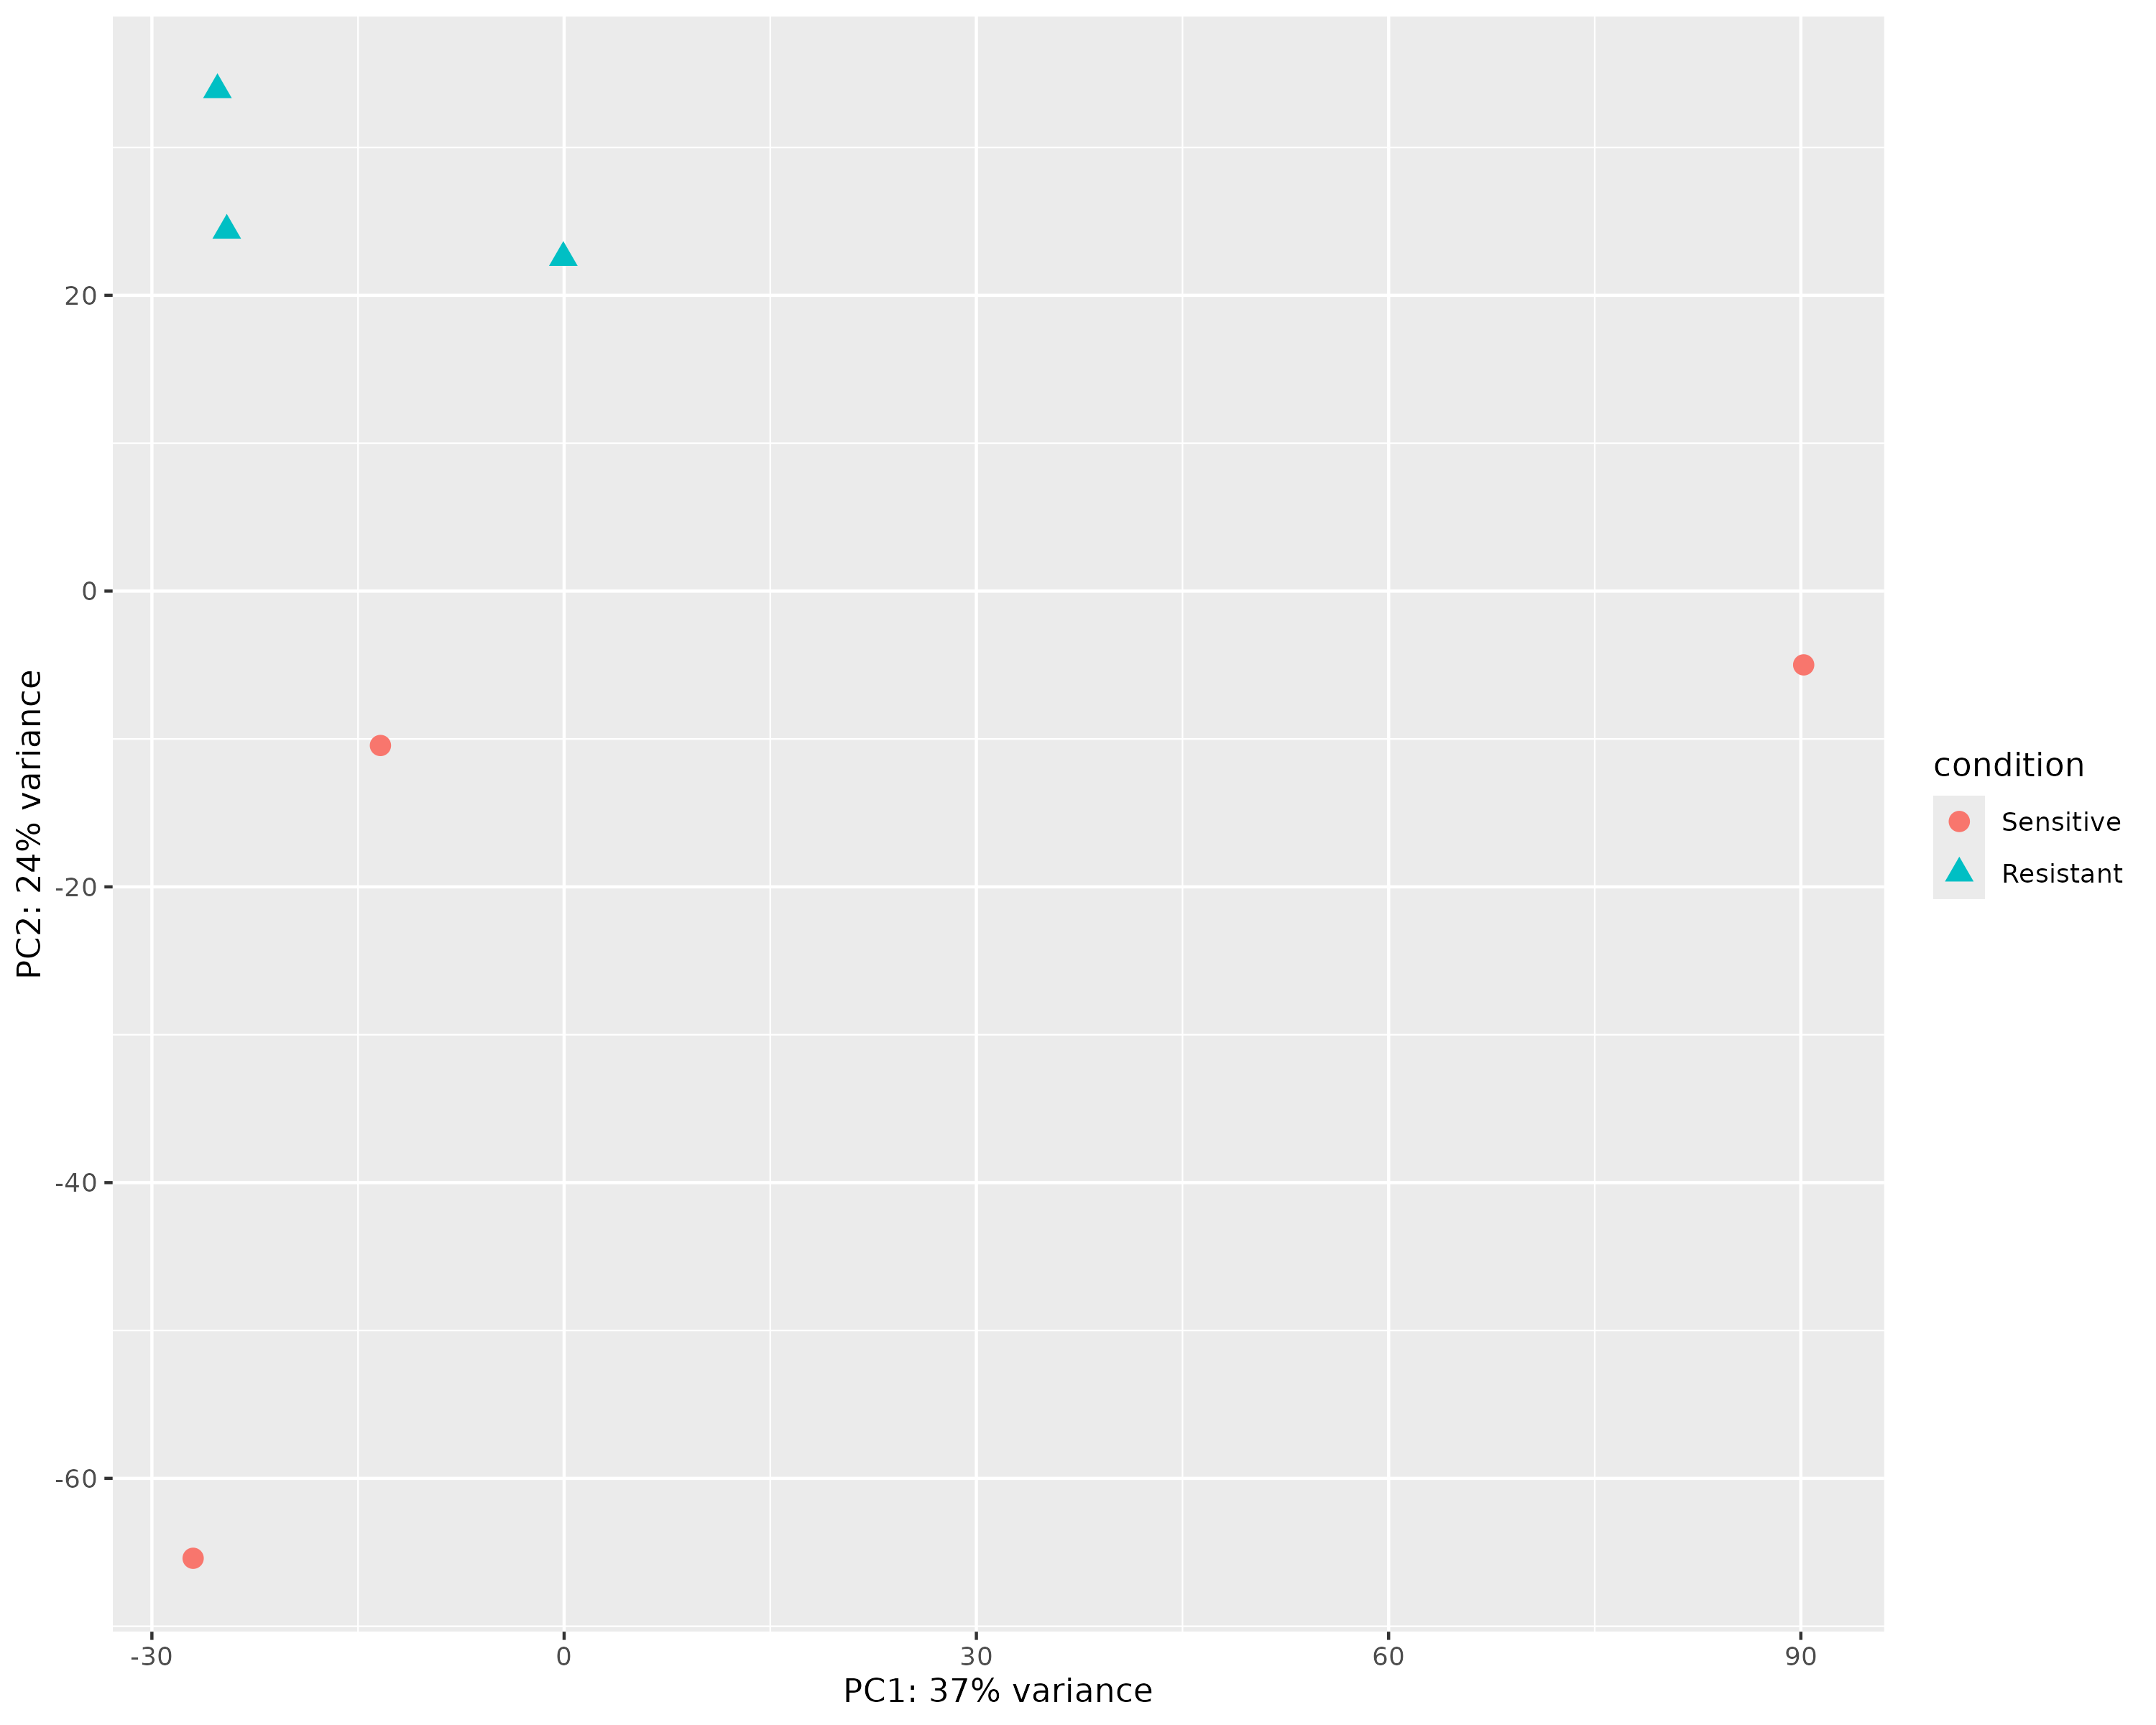 20
0
-20
-40
-60
PC2: 24% variance
-30 0 30 60 90
PC1: 37% variance
condition
Sensitive
Resistant